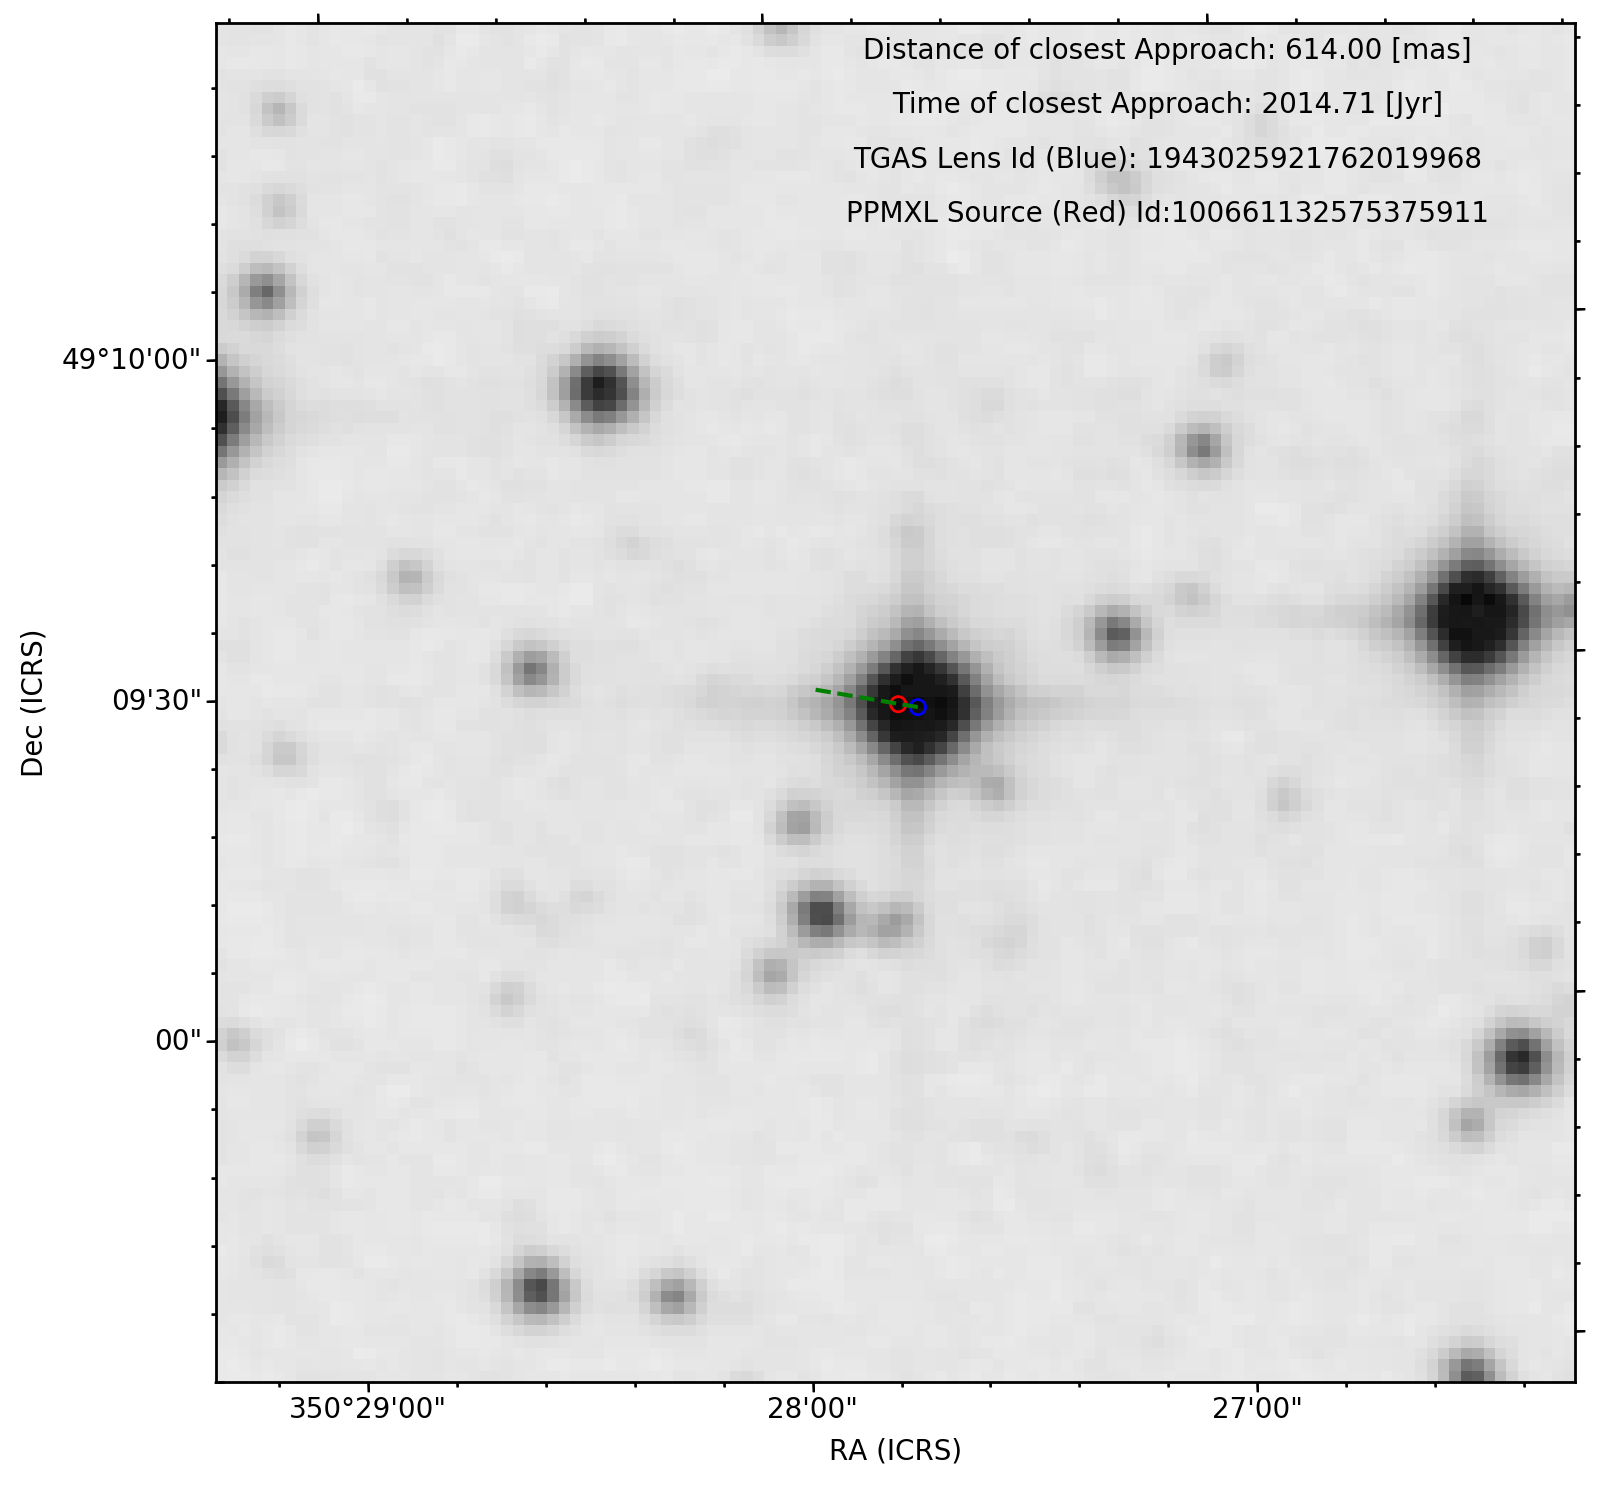 Distance of closest Approach: 614.00 [mas]
Time of closest Approach: 2014.71 [Jyr]
TGAS Lens Id (Blue): 1943025921762019968
PPMXL Source (Red) Id:100661132575375911
49°10'00"
09'30"
00"
Dec (ICRS)
350°29'00"
28'00"
27'00"
RA (ICRS)